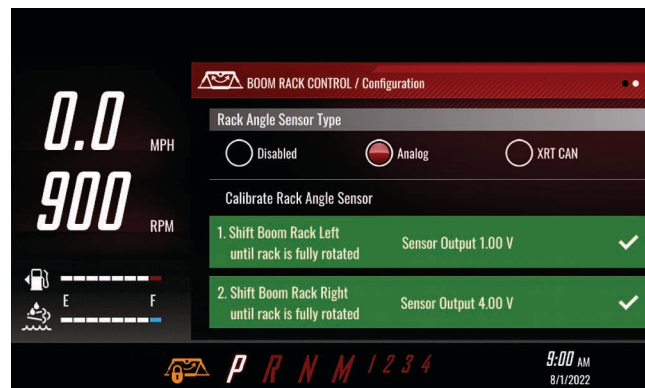 BOOM RACK CONTROL / Configuration
0.0 MPH
Rack Angle Sensor Type
Disabled
Analog
XRT CAN
900 RPM
Calibrate Rack Angle Sensor
1. Shift Boom Rack Left
until rack is fully rotated
Sensor Output 1.00 V
2. Shift Boom Rack Right
until rack is fully rotated
Sensor Output 4.00 V
E F
P R N M 1 2 3 4
9:00 AM
8/1/2022